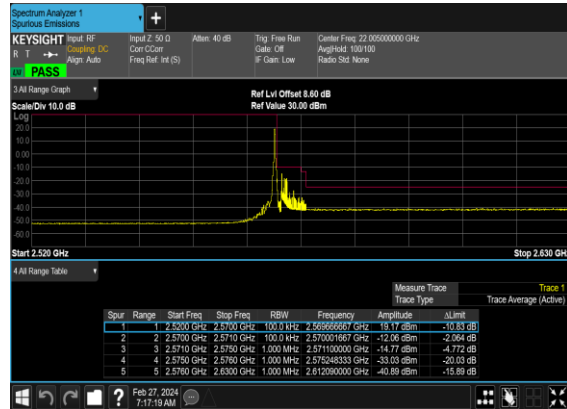 Spectrum Analyzer 1
Spurious Emissions
+
KEYSIGHT Input: RF Input Z: 50 Ω Atten: 40 dB Trig: Free Run Center Freq: 22.005000000 GHz
R T Coupling: DC Corr CCorr Gate: Off Avg|Hold: 100/100
Align: Auto Freq Ref: Int (S) IF Gain: Low Radio Std: None
PASS
3 All Range Graph
Ref Lvl Offset 8.60 dB
Scale/Div 10.0 dB Ref Value 30.00 dBm
Log
20.0
10.0
0.00
-10.0
-20.0
-30.0
-40.0
-50.0
-60.0
Start 2.520 GHz Stop 2.630 GH
4 All Range Table
Measure Trace Trace 1
Trace Type Trace Average (Active)
Spur Range Start Freq Stop Freq RBW Frequency Amplitude ΔLimit
1 1 2.5200 GHz 2.5700 GHz 100.0 kHz 2.569666667 GHz 19.17 dBm -10.83 dB
2 2 2.5700 GHz 2.5710 GHz 100.0 kHz 2.570001667 GHz -12.06 dBm -2.064 dB
3 3 2.5710 GHz 2.5750 GHz 1.000 MHz 2.571100000 GHz -14.77 dBm -4.772 dB
4 4 2.5750 GHz 2.5760 GHz 1.000 MHz 2.575248333 GHz -33.03 dBm -20.03 dB
5 5 2.5760 GHz 2.6300 GHz 1.000 MHz 2.612090000 GHz -40.89 dBm -15.89 dB
? Feb 27, 2024
7:17:19 AM